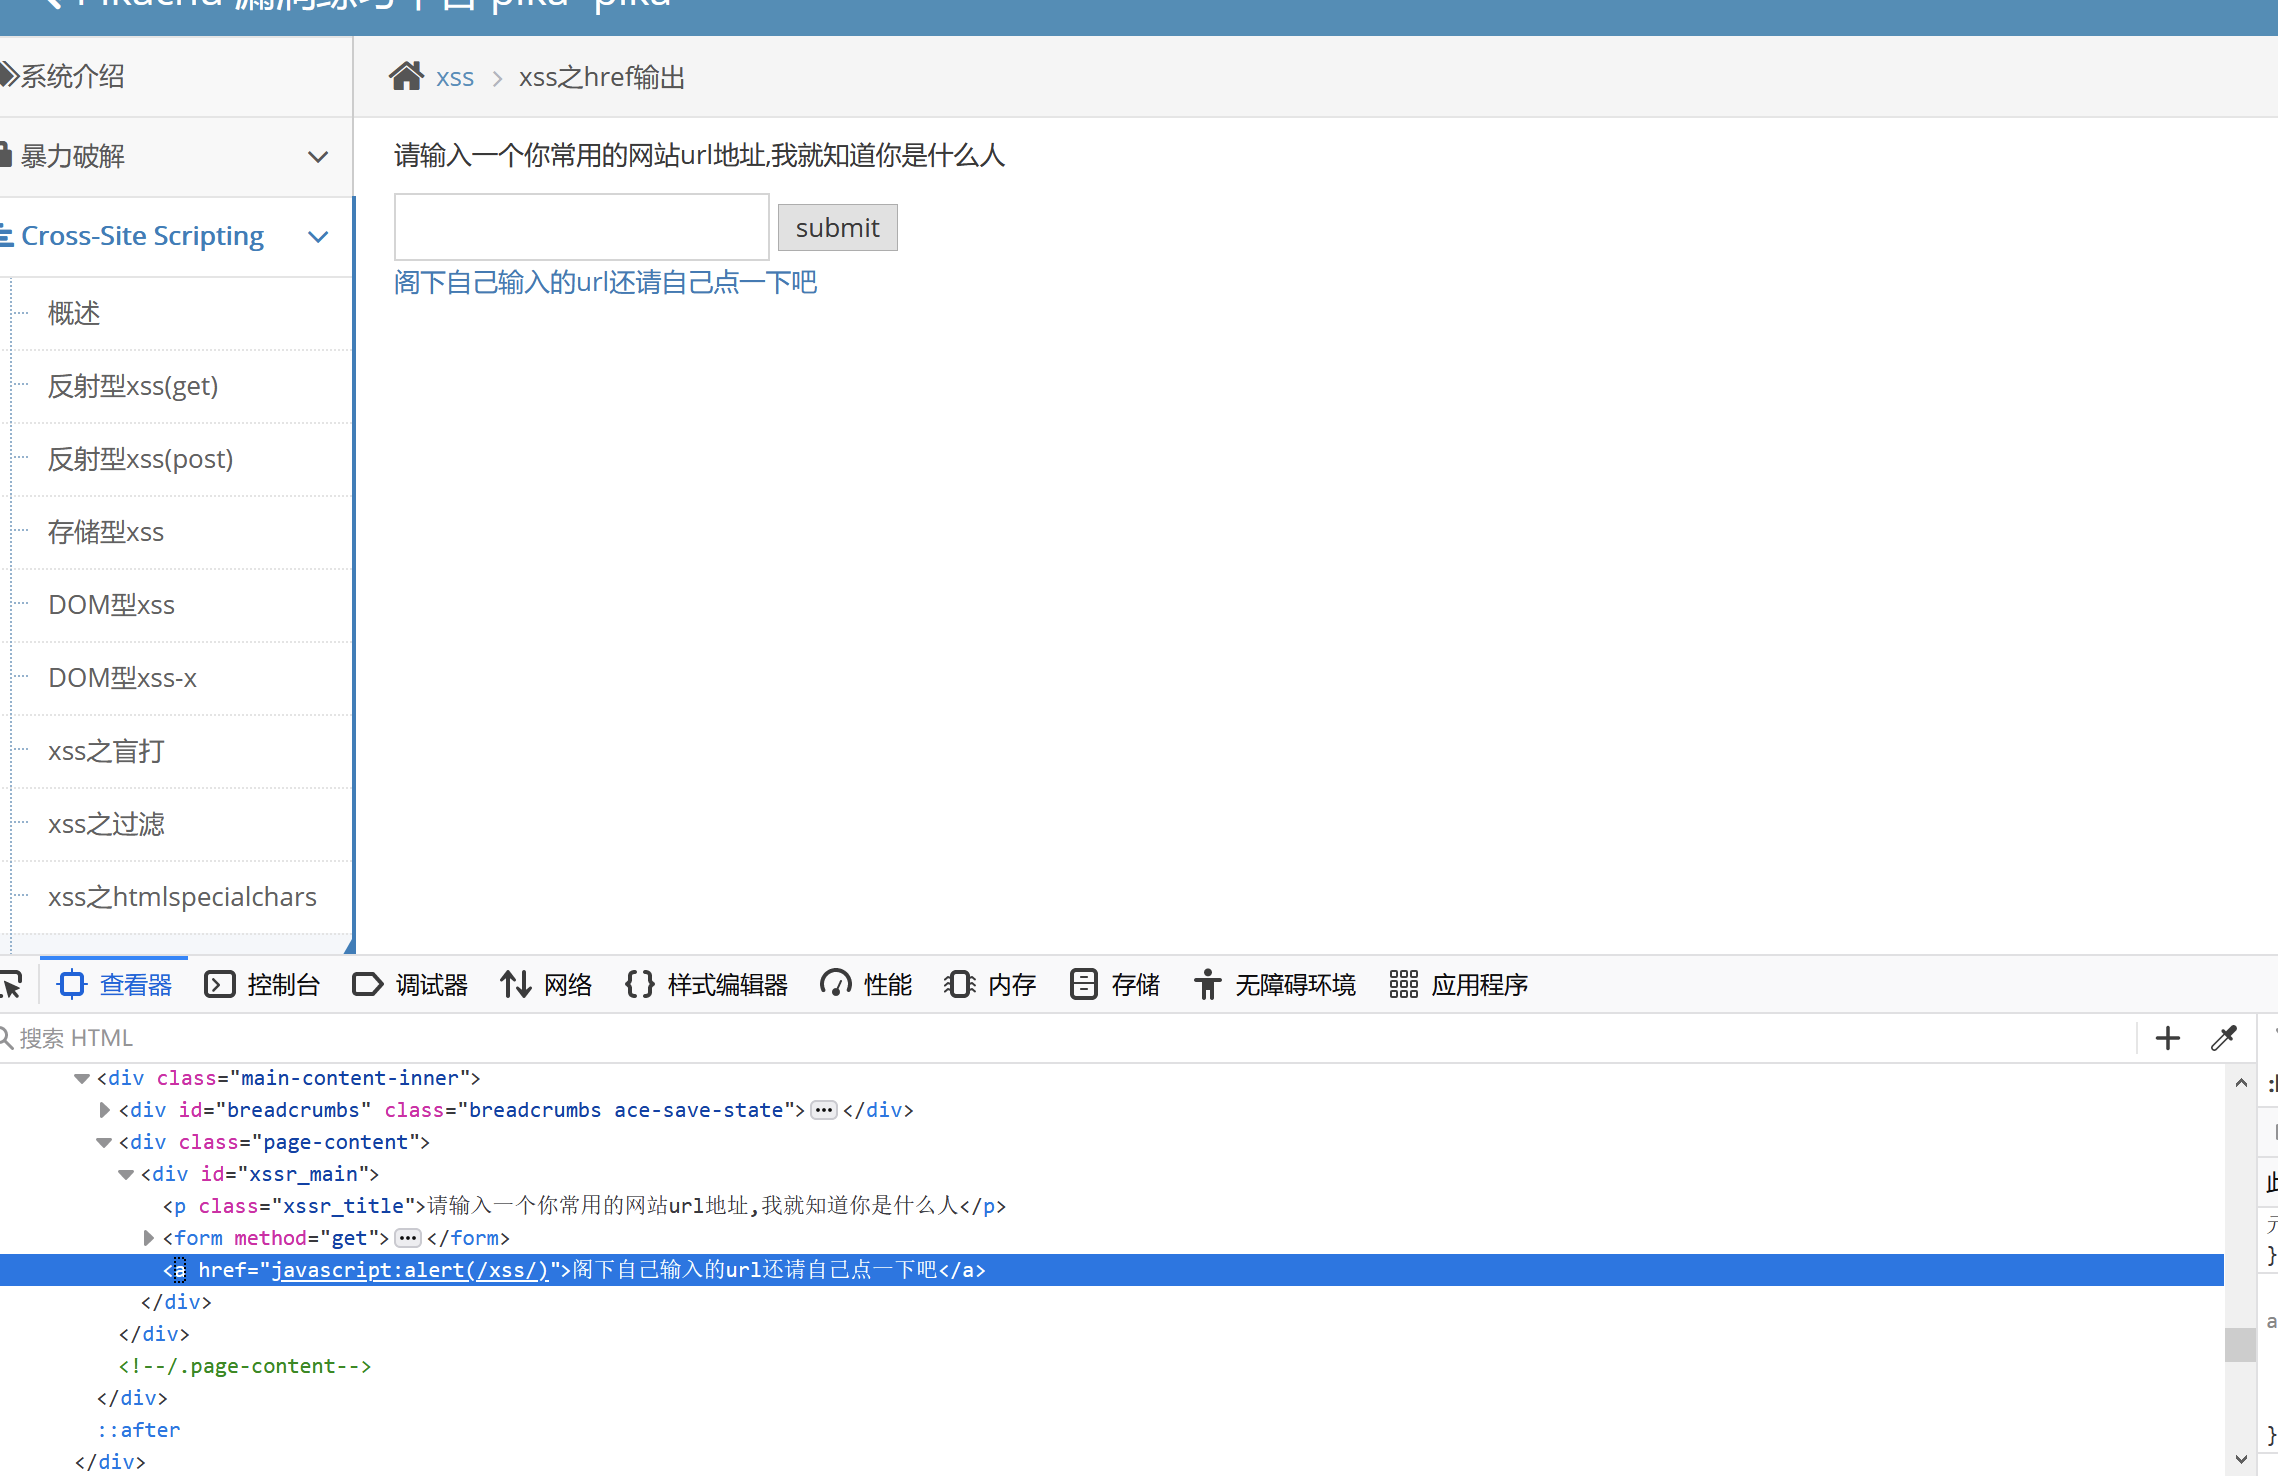 Pikachu 漏洞练习平台 pika~pika
系统介绍
xss > xss之href输出
暴力破解
请输入一个你常用的网站url地址,我就知道你是什么人
Cross-Site Scripting
submit
阁下自己输入的url还请自己点一下吧
概述
反射型xss(get)
反射型xss(post)
存储型xss
DOM型xss
DOM型xss-x
xss之盲打
xss之过滤
xss之htmlspecialchars
查看器 控制台 调试器 网络 样式编辑器 性能 内存 存储 无障碍环境 应用程序
搜索 HTML
<div class="main-content-inner">
<div id="breadcrumbs" class="breadcrumbs ace-save-state"> ••• </div>
<div class="page-content">
<div id="xssr_main">
<p class="xssr_title">请输入一个你常用的网站url地址,我就知道你是什么人</p>
<form method="get"> ••• </form>
<a href="javascript:alert(/xss/)">阁下自己输入的url还请自己点一下吧</a>
}
</div>
</div>
<!--/.page-content-->
</div>
::after
}
</div>